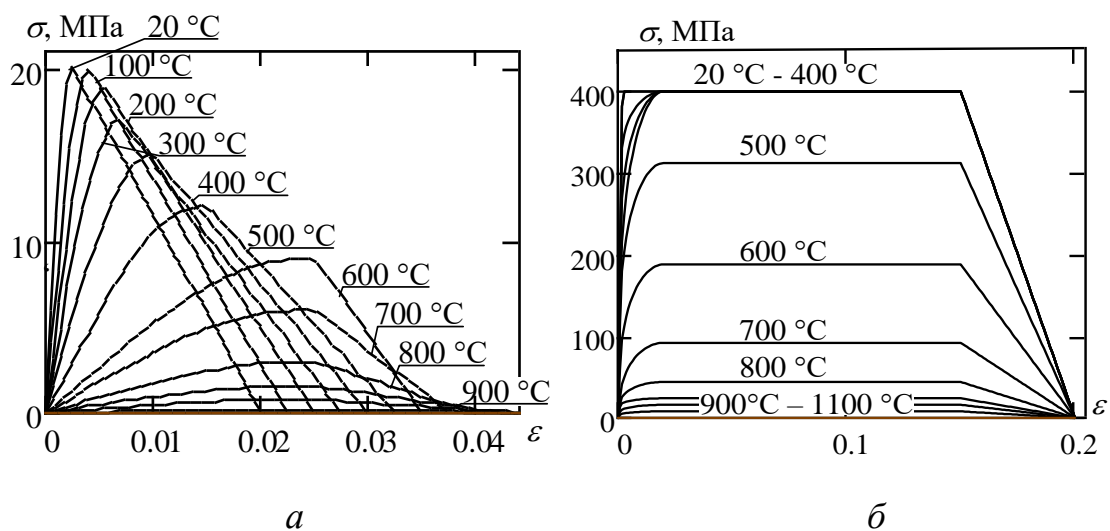 σ, МПа
20 °C
100 °C
20
200 °C
300 °C
400 °C
10
500 °C
600 °C
700 °C
800 °C
900 °C
0
0 0.01 0.02 0.03 0.04 ε
а
σ, МПа
20 °C - 400 °C
400
500 °C
300
600 °C
200
700 °C
100
800 °C
900°C – 1100 °C
0
0 0.1 0.2
ε
б